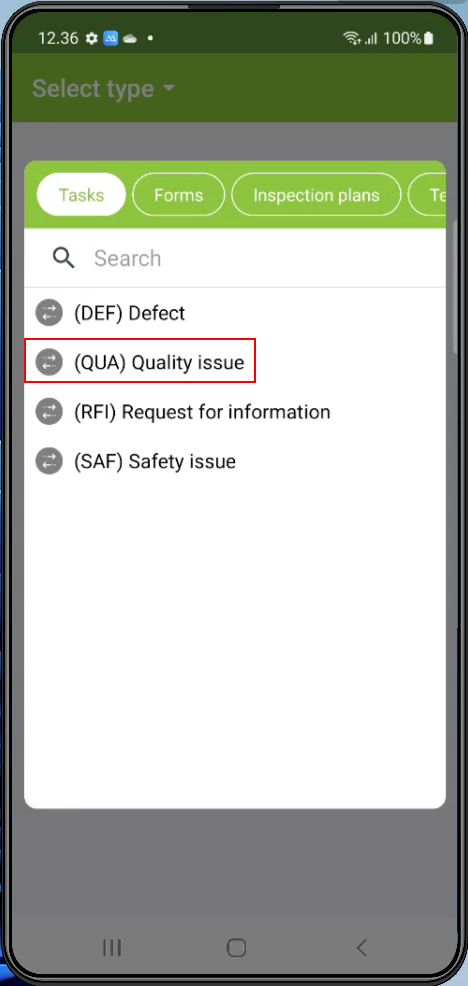 12.36 100%
Select type
Tasks Forms Inspection plans Te
Search
(DEF) Defect
(QUA) Quality issue
(RFI) Request for information
(SAF) Safety issue